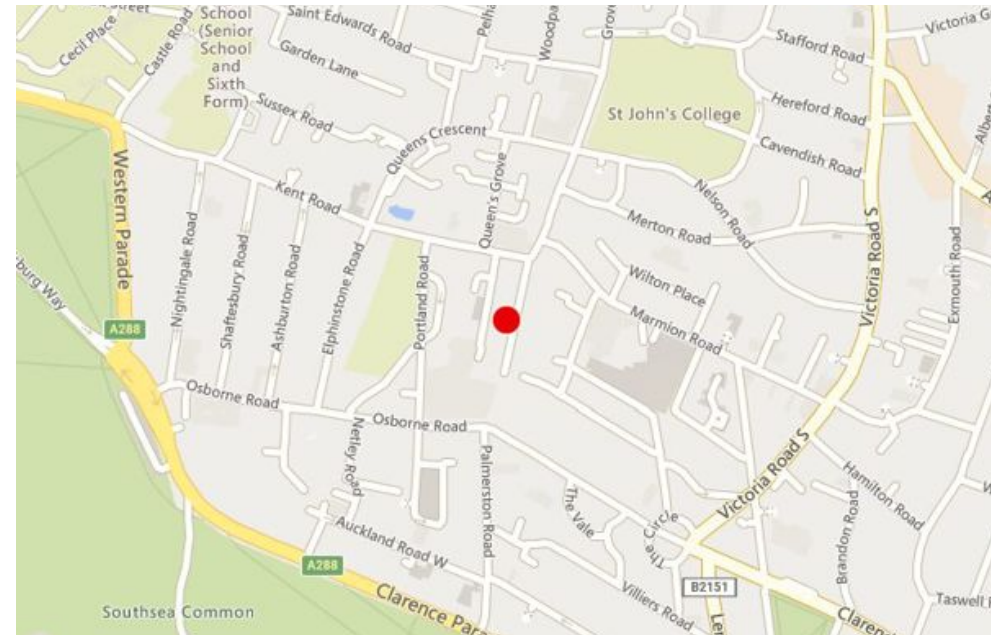 School
(Senior
School
and
Sixth
Form)
Cecil Place
Castle Road
Saint Edwards Road
Garden Lane
Sussex Road
Queens Crescent
St John's College
Stafford Road
Hereford Road
Cavendish Road
Nelson Road
Merton Road
Victoria Road S
Exmouth Road
Western Parade
Kent Road
Queen's Grove
Nightingale Road
Shaftesbury Road
Ashburton Road
Elphinstone Road
Portland Road
Wilton Place
Marmion Road
A288
Osborne Road
Osborne Road
Netley Road
Palmerston Road
The Vale
The Circle
Victoria Road S
Hamilton Road
Brandon Road
Auckland Road W
A288
Villiers Road
B2151
Southsea Common